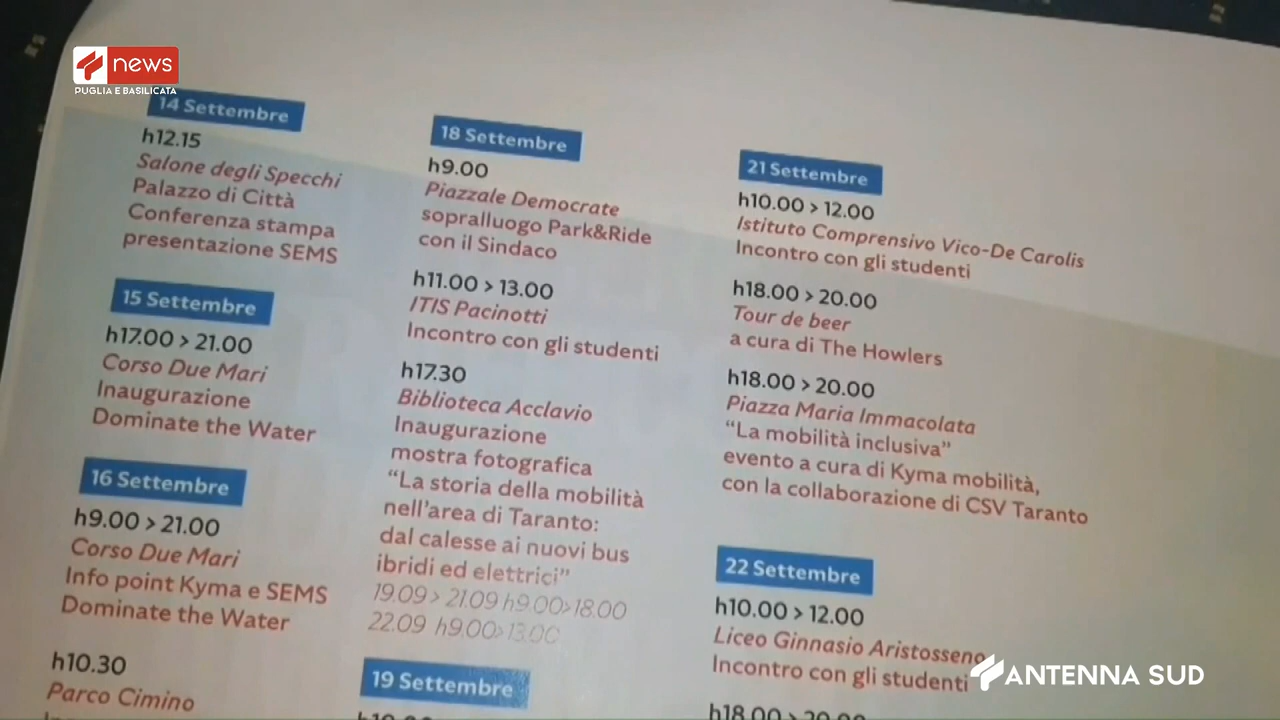 news
PUGLIA E BASILICATA
14 Settembre
h12.15
Salone degli Specchi
Palazzo di Città
Conferenza stampa
presentazione SEMS
15 Settembre
h17.00 > 21.00
Corso Due Mari
Inaugurazione
Dominate the Water
16 Settembre
h9.00 > 21.00
Corso Due Mari
Info point Kyma e SEMS
Dominate the Water
h10.30
Parco Cimino
18 Settembre
h9.00
Piazzale Democrate
sopralluogo Park&Ride
con il Sindaco
h11.00 > 13.00
ITIS Pacinotti
Incontro con gli studenti
h17.30
Biblioteca Acclavio
Inaugurazione
mostra fotografica
“La storia della mobilità
nell’area di Taranto:
dal calesse ai nuovi bus
ibridi ed elettrici”
19.09 > 21.09 h9.00>18.00
22.09 h9.00>13.00
19 Settembre
21 Settembre
h10.00 > 12.00
Istituto Comprensivo Vico-De Carolis
Incontro con gli studenti
h18.00 > 20.00
Tour de beer
a cura di The Howlers
h18.00 > 20.00
Piazza Maria Immacolata
“La mobilità inclusiva”
evento a cura di Kyma mobilità,
con la collaborazione di CSV Taranto
22 Settembre
h10.00 > 12.00
Liceo Ginnasio Aristosseno
Incontro con gli studenti
h18.00 > 20.00
ANTENNA SUD